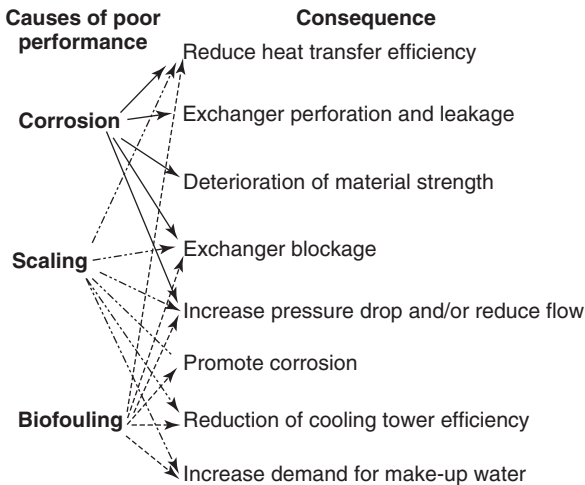 Causes of poor
performance
Consequence
Corrosion
Scaling
Biofouling
Reduce heat transfer efficiency
Exchanger perforation and leakage
Deterioration of material strength
Exchanger blockage
Increase pressure drop and/or reduce flow
Promote corrosion
Reduction of cooling tower efficiency
Increase demand for make-up water